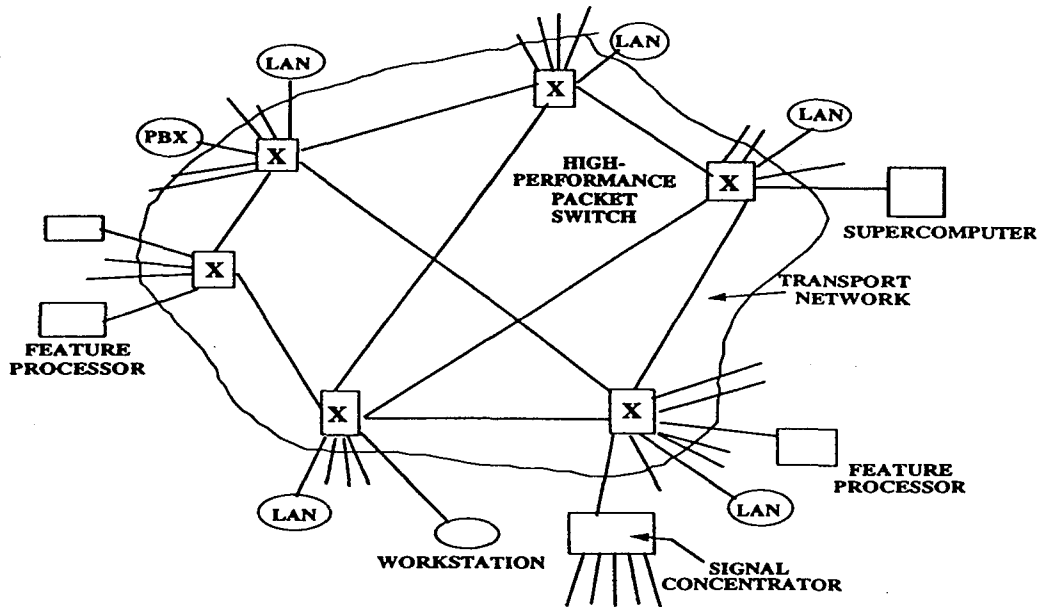 LAN
LAN
LAN
PBX
X
X
X
HIGH-
PERFORMANCE
PACKET
SWITCH
SUPERCOMPUTER
X
TRANSPORT
NETWORK
FEATURE
PROCESSOR
X
X
FEATURE
PROCESSOR
LAN
LAN
WORKSTATION
SIGNAL
CONCENTRATOR